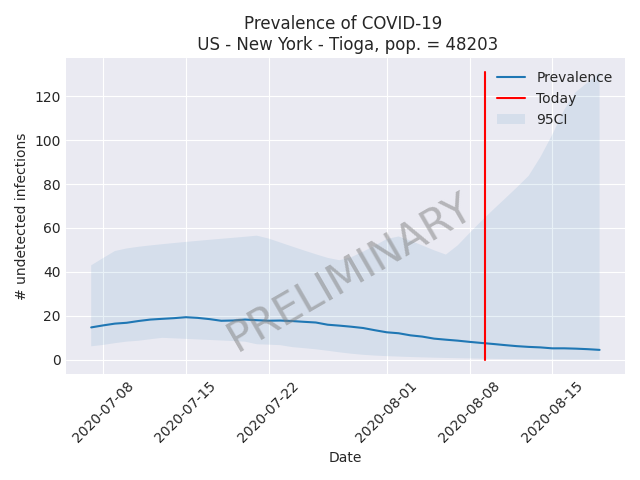 Prevalence of COVID-19
US - New York - Tioga, pop. = 48203
# undetected infections
120
100
80
60
40
20
0
Prevalence
Today
95CI
PRELIMINARY
2020-07-08
2020-07-15
2020-07-22
2020-08-01
2020-08-08
2020-08-15
Date